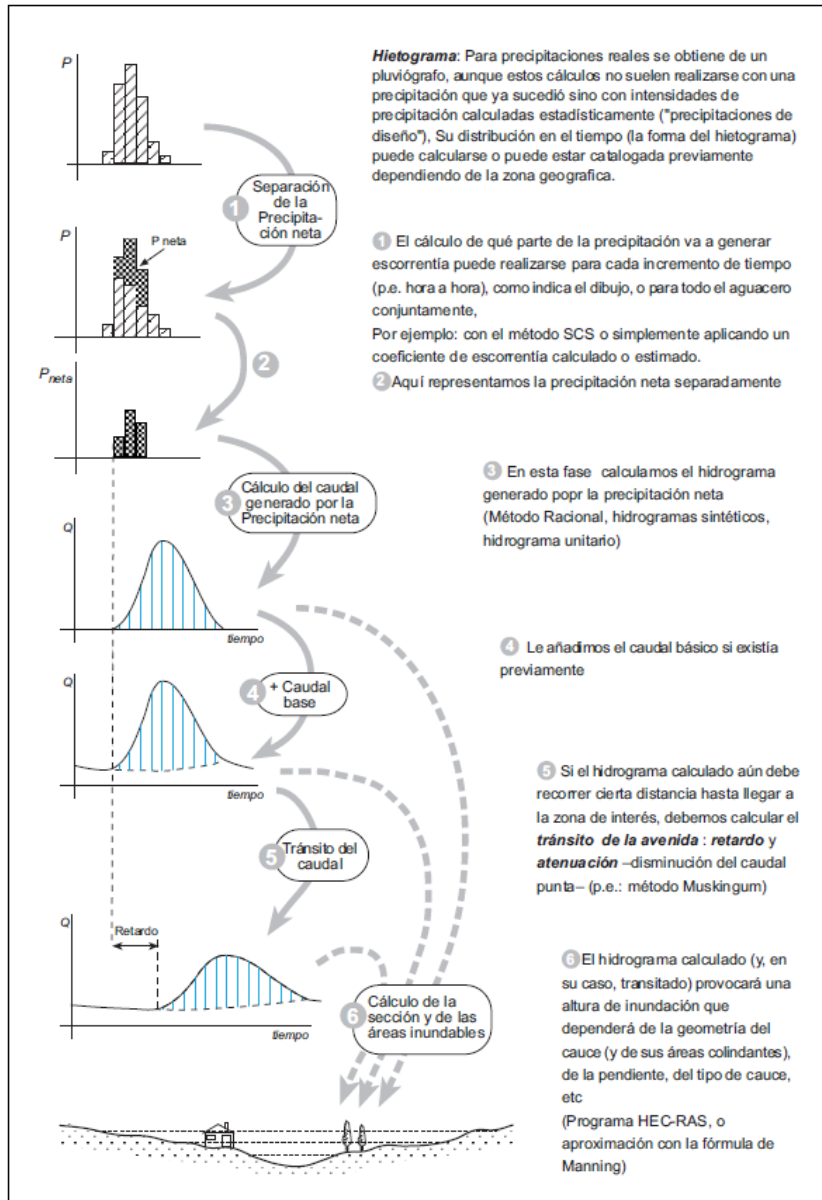 P
Hietograma: Para precipitaciones reales se obtiene de un
pluviógrafo, aunque estos cálculos no suelen realizarse con una
precipitación que ya sucedió sino con intensidades de
precipitación calculadas estadísticamente ("precipitaciones de
diseño"), Su distribución en el tiempo (la forma del hietograma)
puede calcularse o puede estar catalogada previamente
dependiendo de la zona geografica.
1
Separación
de la
Precipita-
ción neta
P
P neta
1 El cálculo de qué parte de la precipitación va a generar
escorrentía puede realizarse para cada incremento de tiempo
(p.e. hora a hora), como indica el dibujo, o para todo el aguacero
conjuntamente,
Por ejemplo: con el método SCS o simplemente aplicando un
coeficiente de escorrentía calculado o estimado.
2
2 Aquí representamos la precipitación neta separadamente
Pneta
3
Cálculo del caudal
generado por la
Precipitación neta
3 En esta fase calculamos el hidrograma
generado popr la precipitación neta
(Método Racional, hidrogramas sintéticos,
hidrograma unitario)
Q
tiempo
4
+ Caudal
base
4 Le añadimos el caudal básico si existía
previamente
Q
tiempo
5
Tránsito del
caudal
5 Si el hidrograma calculado aún debe
recorrer cierta distancia hasta llegar a
la zona de interés, debemos calcular el
tránsito de la avenida : retardo y
atenuación –disminución del caudal
punta– (p.e.: método Muskingum)
Q
Retardo
tiempo
6
Cálculo de la
sección y de las
áreas inundables
6 El hidrograma calculado (y, en
su caso, transitado) provocará una
altura de inundación que
dependerá de la geometría del
cauce (y de sus áreas colindantes),
de la pendiente, del tipo de cauce,
etc
(Programa HEC-RAS, o
aproximación con la fórmula de
Manning)